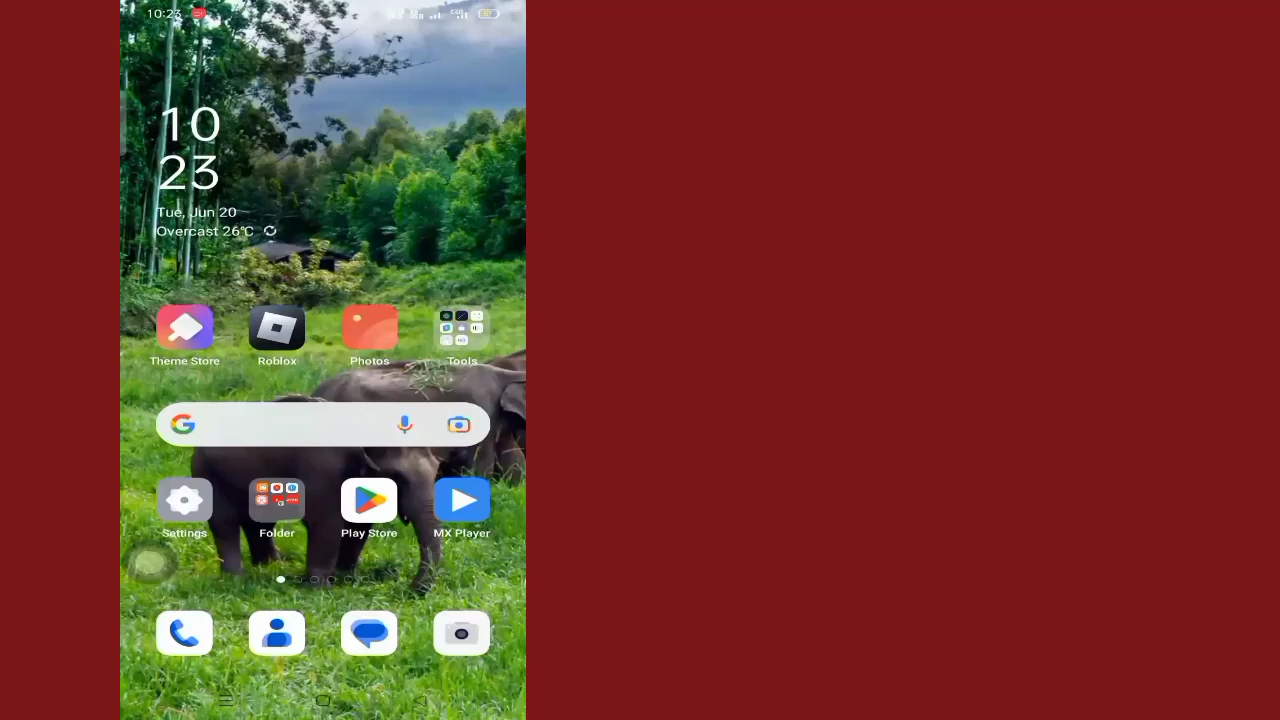 10:23
10
23
Tue, Jun 20
Overcast 26°C
Theme Store
Roblox
Photos
Tools
Settings
Folder
Play Store
MX Player